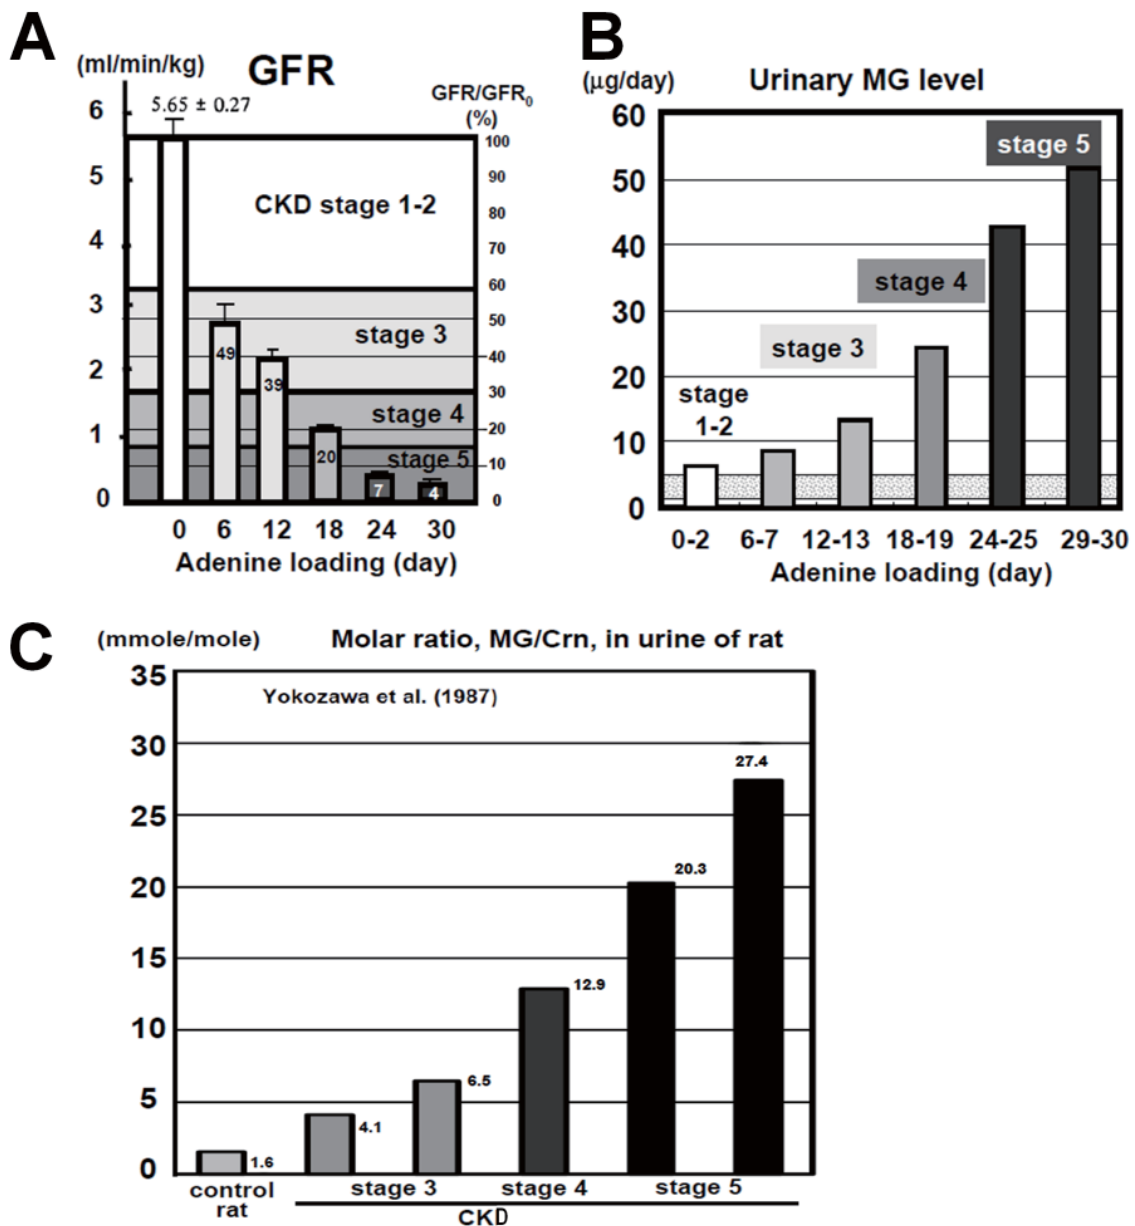 A
(ml/min/kg)
GFR
GFR/GFR0
(%)
5.65 ± 0.27
6
5
4
3
2
1
0
100
90
80
70
60
50
40
30
20
10
0
CKD stage 1-2
stage 3
stage 4
stage 5
49
39
20
7
4
0 6 12 18 24 30
Adenine loading (day)
B
(μg/day)
Urinary MG level
60
50
40
30
20
10
0
stage 5
stage 4
stage 3
stage
1-2
0-2 6-7 12-13 18-19 24-25 29-30
Adenine loading (day)
C
(mmole/mole)
Molar ratio, MG/Crn, in urine of rat
Yokozawa et al. (1987)
35
30
25
20
15
10
5
0
1.6
4.1
6.5
12.9
20.3
27.4
control
rat
stage 3 stage 4 stage 5
CKD